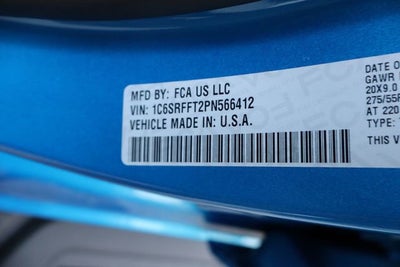 MFD BY: FCA US LLC
VIN: 1C6SRFFT2PN566412
VEHICLE MADE IN: U.S.A.
DATE O
GAWR
20X9.0
275/55R
AT 220
TYPE:
THIS V